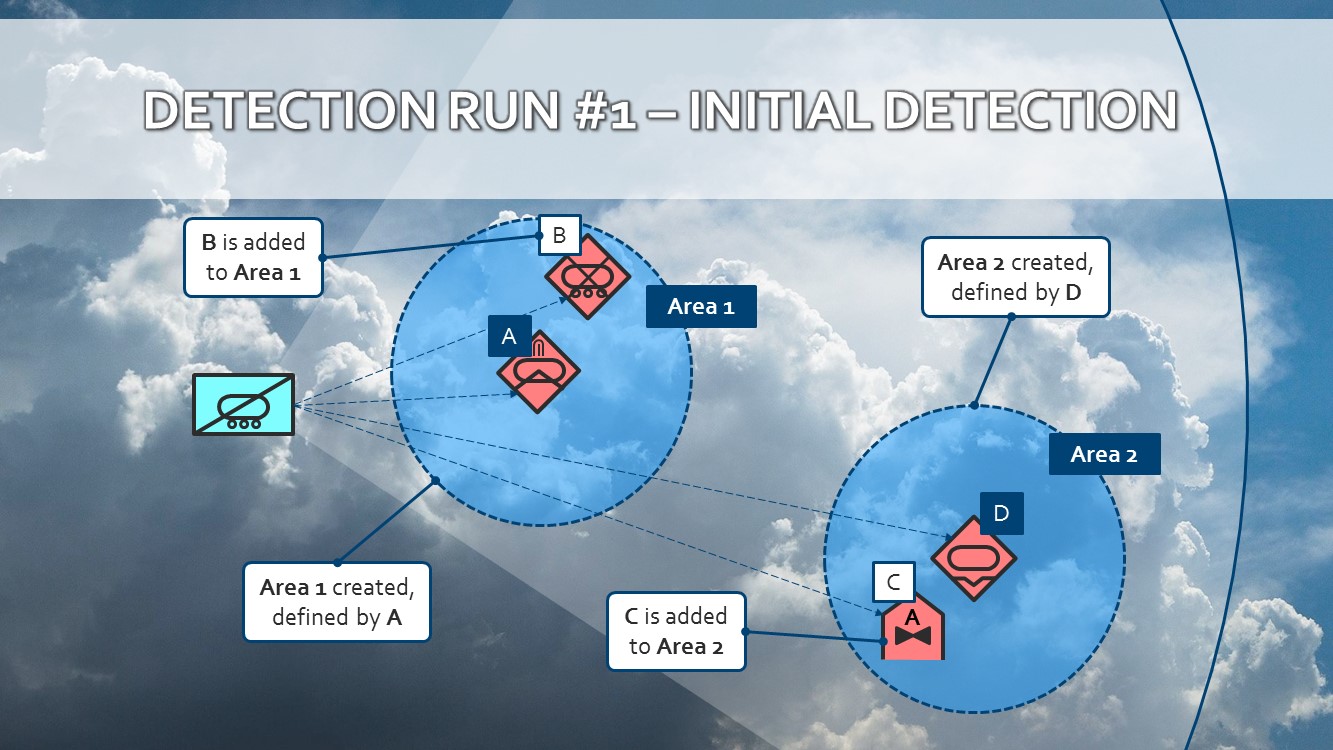 DETECTION RUN #1 – INITIAL DETECTION
B is added
to Area 1
B
Area 1
A
Area 2 created,
defined by D
Area 2
D
C
A
Area 1 created,
defined by A
C is added
to Area 2